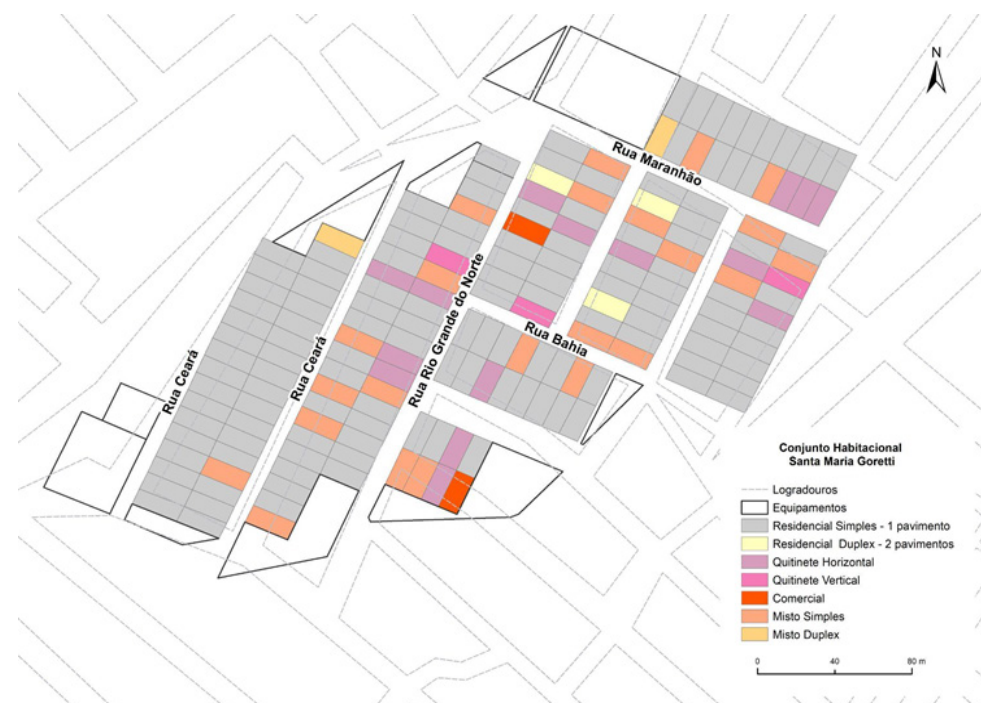 N
Rua Maranhão
Rua Rio Grande do Norte
Rua Bahia
Rua Ceará
Rua Ceará
Conjunto Habitacional
Santa Maria Goretti
Logradouros
Equipamentos
Residencial Simples - 1 pavimento
Residencial Duplex - 2 pavimentos
Quitinete Horizontal
Quitinete Vertical
Comercial
Misto Simples
Misto Duplex
0 40 80 m